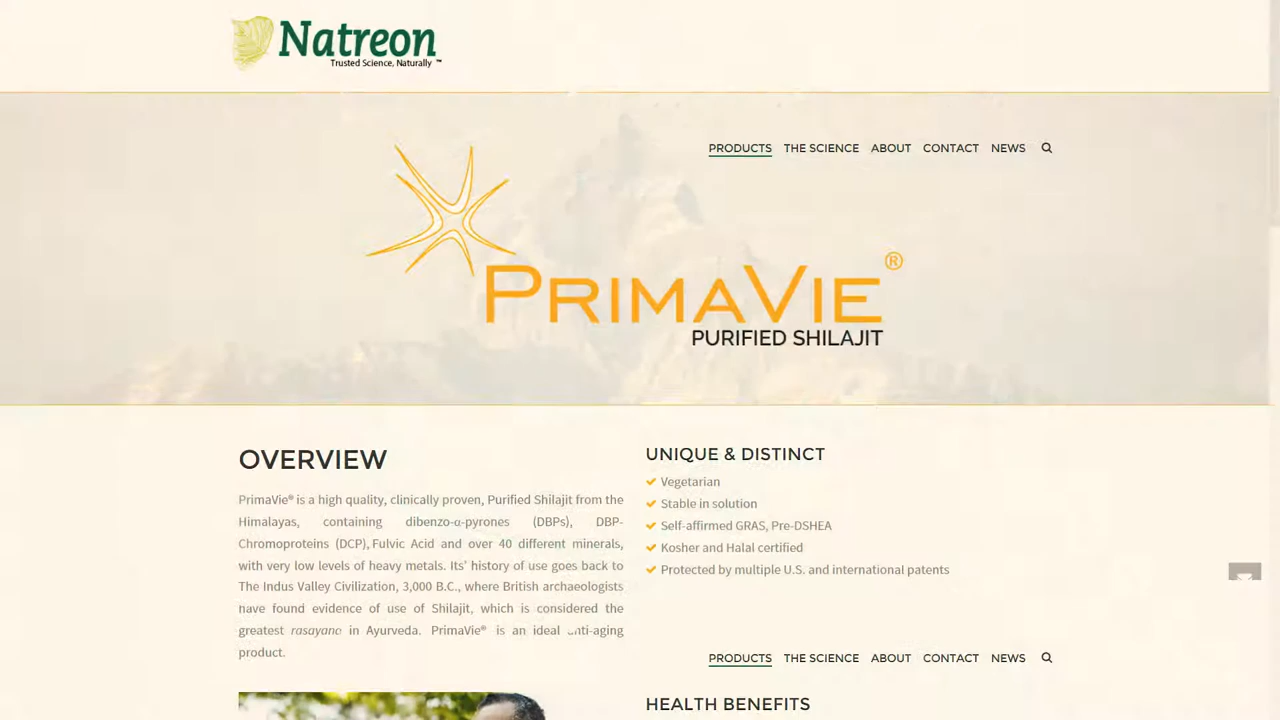 Natreon
Trusted Science, Naturally ™
PRODUCTS THE SCIENCE ABOUT CONTACT NEWS
PRIMAVIE®
PURIFIED SHILAJIT
OVERVIEW
PrimaVie® is a high quality, clinically proven, Purified Shilajit from the
Himalayas, containing dibenzo-α-pyrones (DBPs), DBP-
Chromoproteins (DCP), Fulvic Acid and over 40 different minerals,
with very low levels of heavy metals. Its' history of use goes back to
The Indus Valley Civilization, 3,000 B.C., where British archaeologists
have found evidence of use of Shilajit, which is considered the
greatest rasayana in Ayurveda. PrimaVie® is an ideal anti-aging
product.
UNIQUE & DISTINCT
Vegetarian
Stable in solution
Self-affirmed GRAS, Pre-DSHEA
Kosher and Halal certified
Protected by multiple U.S. and international patents
PRODUCTS THE SCIENCE ABOUT CONTACT NEWS
HEALTH BENEFITS